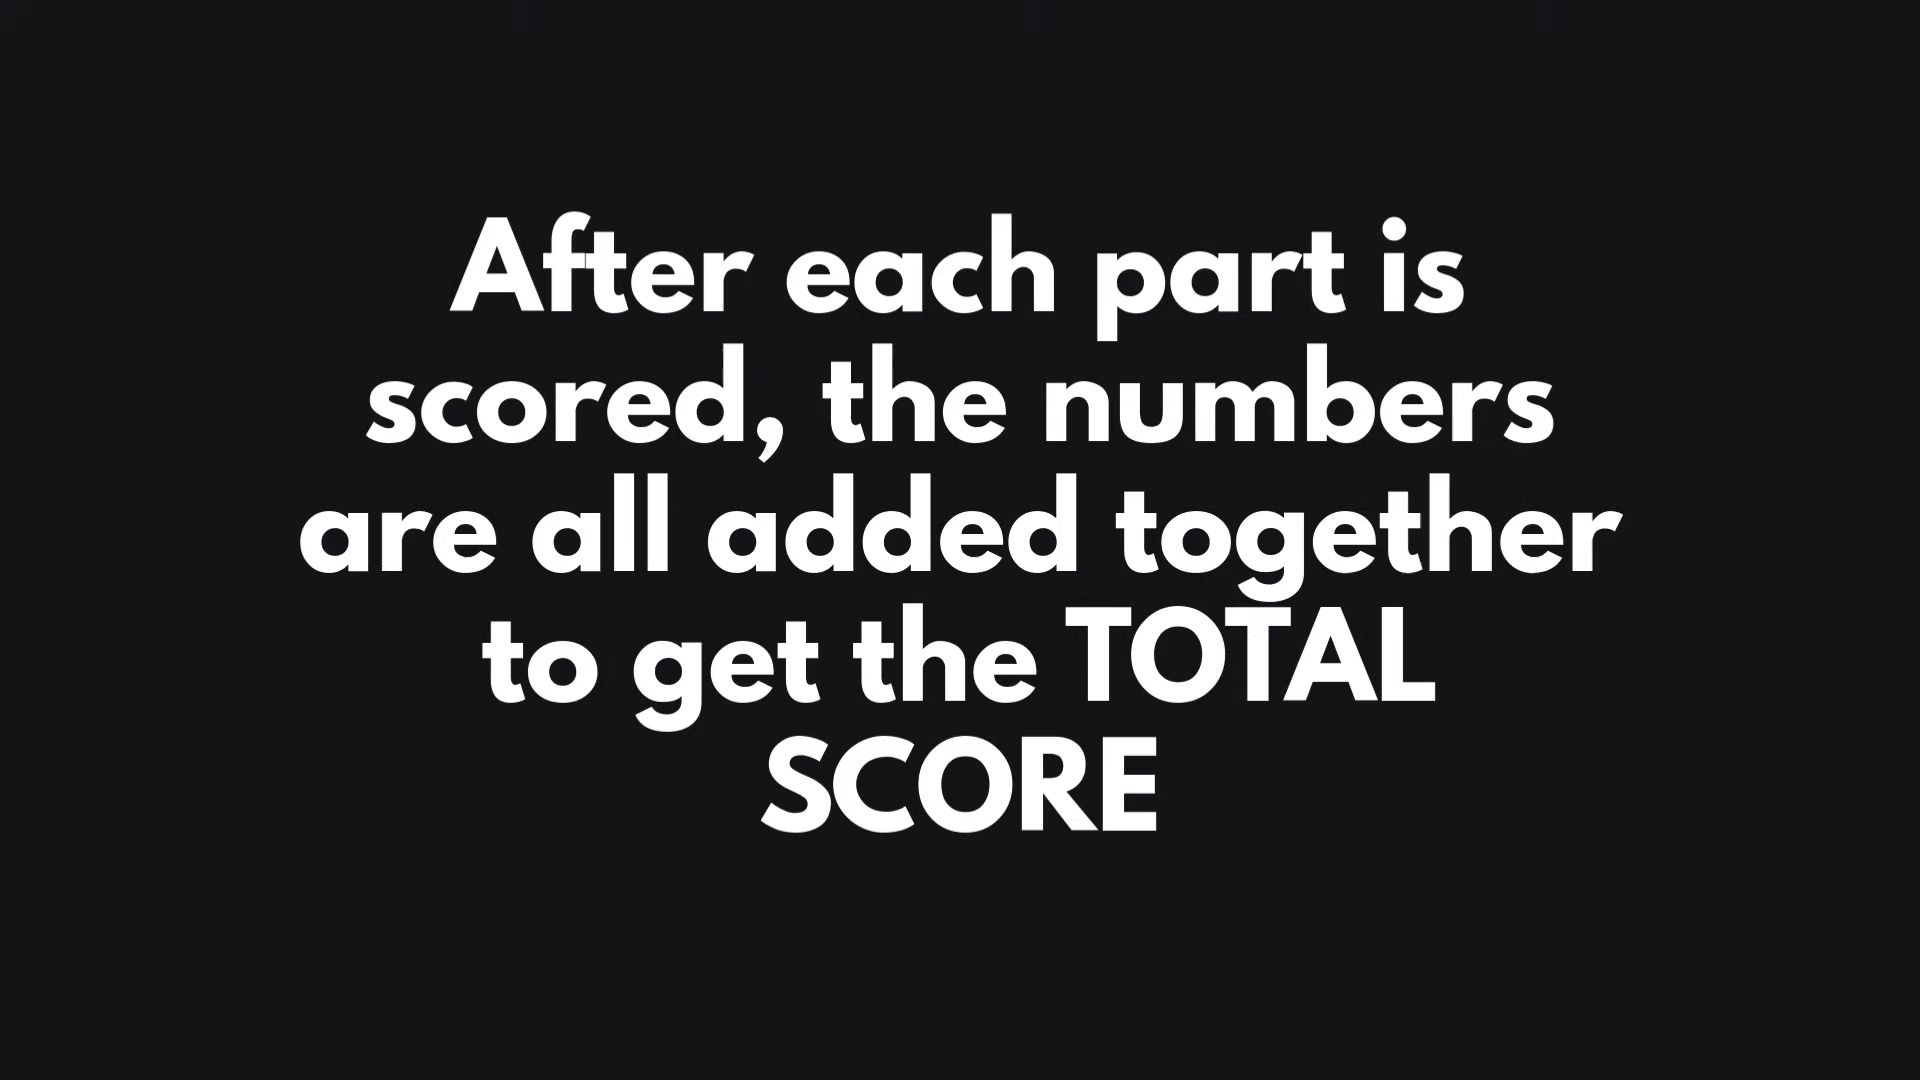 After each part is
scored, the numbers
are all added together
to get the TOTAL
SCORE